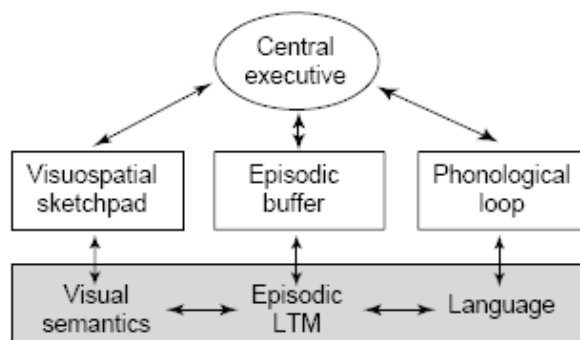 Central
executive
Visuospatial
sketchpad
Episodic
buffer
Phonological
loop
Visual
semantics
Episodic
LTM
Language